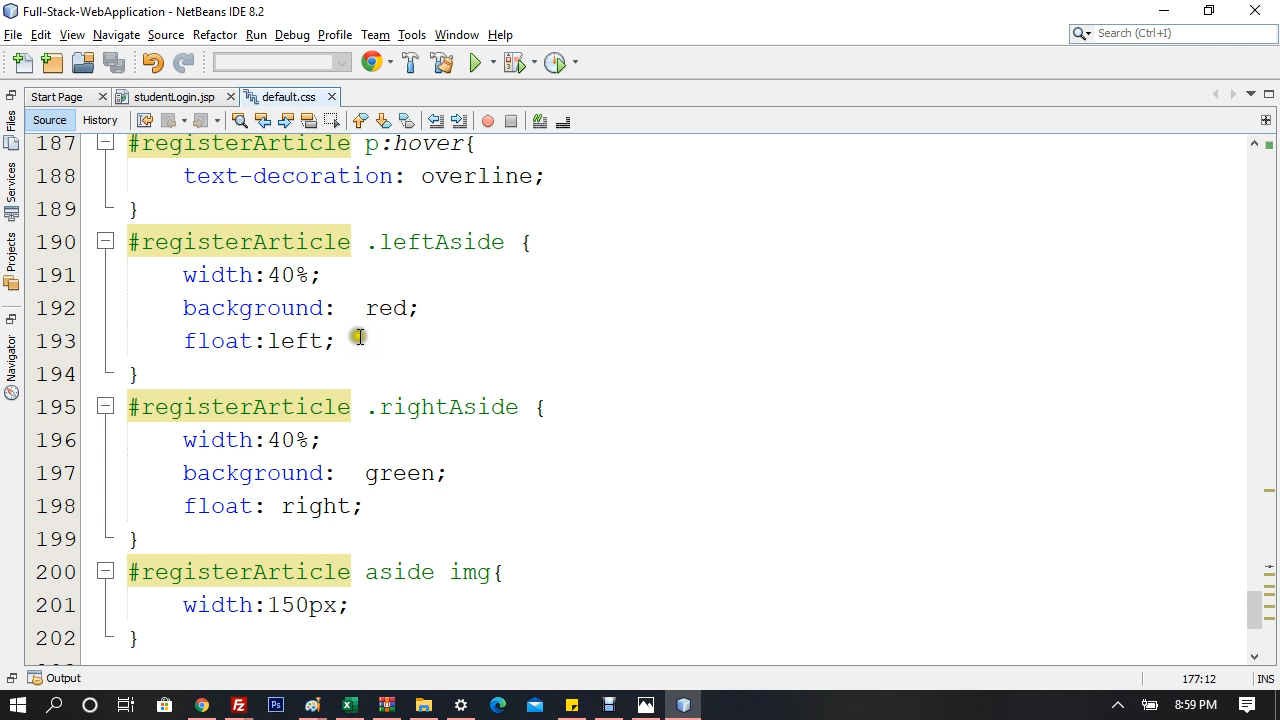 Full-Stack-WebApplication - NetBeans IDE 8.2
File Edit View Navigate Source Refactor Run Debug Profile Team Tools Window Help
Search (Ctrl+I)
Start Page studentLogin.jsp default.css
Source History
Files
Services
Projects
Navigator
187 #registerArticle p:hover{
188 text-decoration: overline;
189 }
190 #registerArticle .leftAside {
191 width:40%;
192 background: red;
193 float:left;
194 }
195 #registerArticle .rightAside {
196 width:40%;
197 background: green;
198 float: right;
199 }
200 #registerArticle aside img{
201 width:150px;
202 }
Output
177:12 INS
8:59 PM